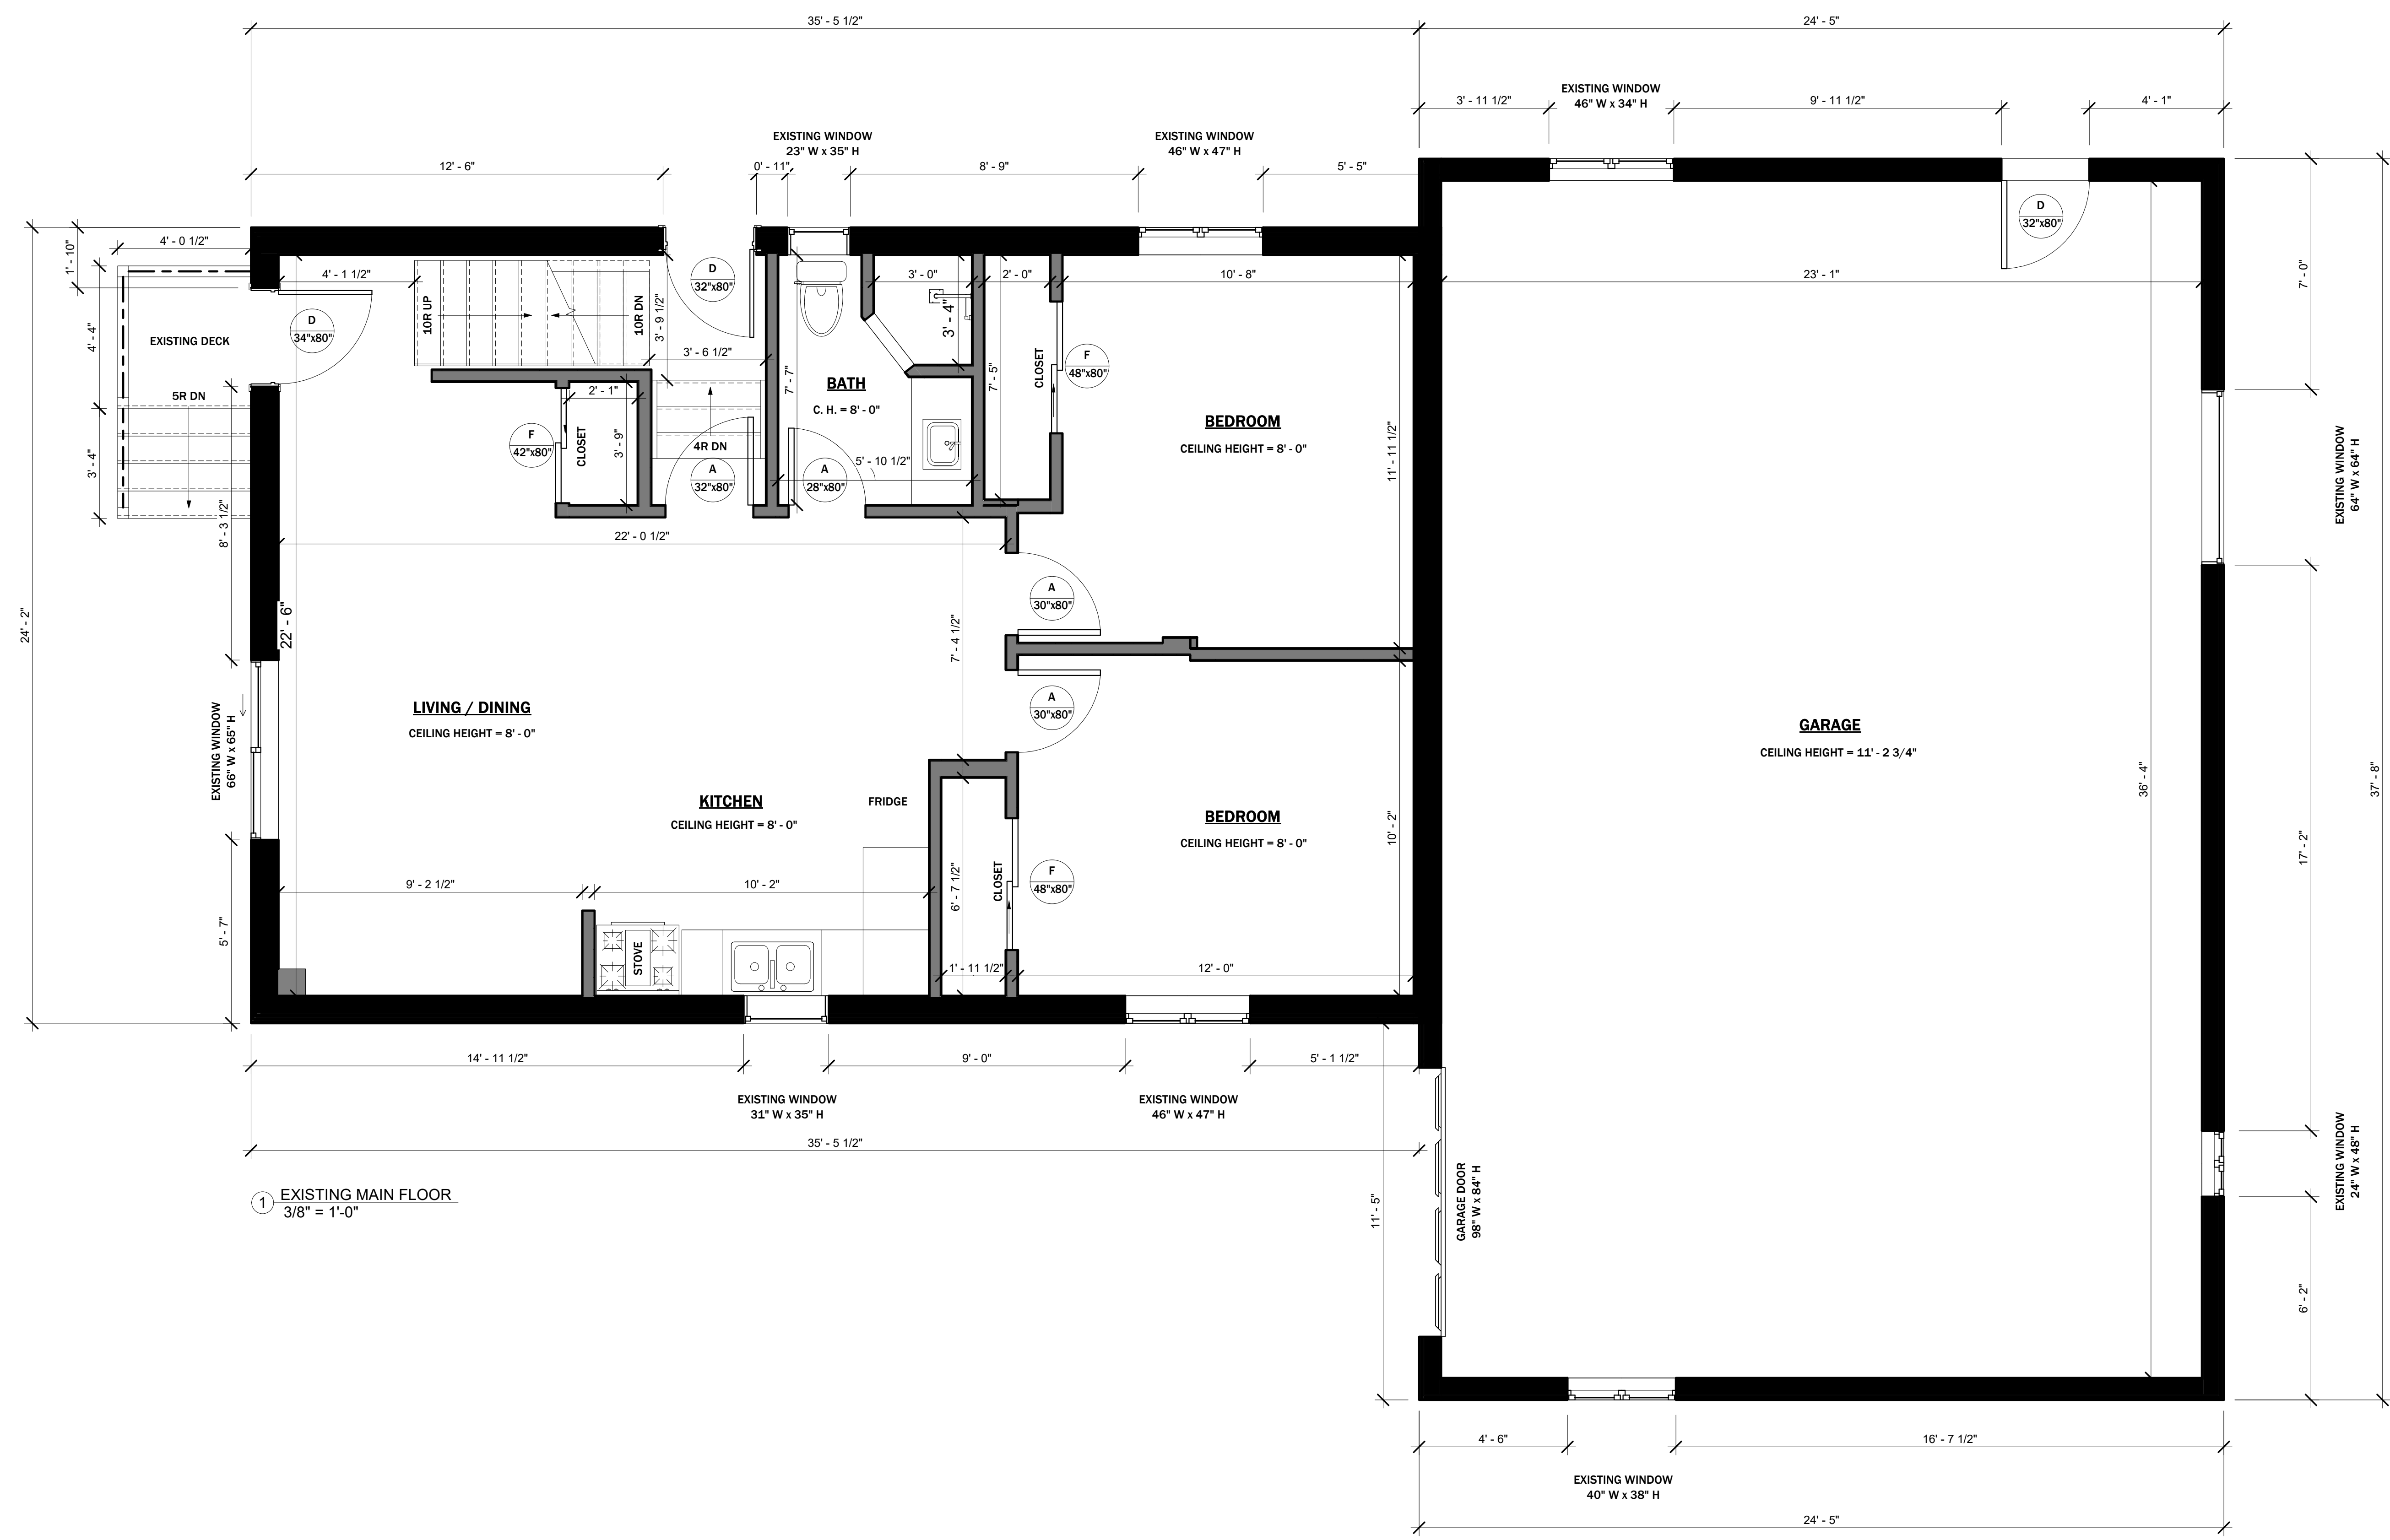 35' - 5 1/2"
24' - 5"
EXISTING WINDOW
46" W x 34" H
3' - 11 1/2"
9' - 11 1/2"
4' - 1"
EXISTING WINDOW
23" W x 35" H
EXISTING WINDOW
46" W x 47" H
12' - 6"
0' - 11"
8' - 9"
5' - 5"
4' - 0 1/2"
1' - 10"
4' - 1 1/2"
D
32"x80"
3' - 0"
2' - 0"
10' - 8"
23' - 1"
D
32"x80"
7' - 0"
10R UP
10R DN
3' - 9 1/2"
3' - 4"
D
34"x80"
EXISTING DECK
4' - 4"
3' - 6 1/2"
CLOSET
F
48"x80"
7' - 5"
7' - 7"
BATH
C. H. = 8' - 0"
5R DN
2' - 1"
BEDROOM
CEILING HEIGHT = 8' - 0"
11' - 11 1/2"
F
42"x80"
CLOSET
3' - 9"
4R DN
A
32"x80"
A
28"x80"
5' - 10 1/2"
3' - 4"
8' - 3 1/2"
22' - 0 1/2"
EXISTING WINDOW
64" W x 64" H
24' - 2"
22' - 6"
A
30"x80"
7' - 4 1/2"
A
30"x80"
LIVING / DINING
CEILING HEIGHT = 8' - 0"
EXISTING WINDOW
66" W x 65" H
GARAGE
CEILING HEIGHT = 11' - 2 3/4"
36' - 4"
37' - 8"
KITCHEN
CEILING HEIGHT = 8' - 0"
FRIDGE
BEDROOM
CEILING HEIGHT = 8' - 0"
10' - 2"
17' - 2"
9' - 2 1/2"
10' - 2"
6' - 7 1/2"
CLOSET
F
48"x80"
5' - 7"
STOVE
1' - 11 1/2"
12' - 0"
14' - 11 1/2"
9' - 0"
5' - 1 1/2"
EXISTING WINDOW
31" W x 35" H
EXISTING WINDOW
46" W x 47" H
35' - 5 1/2"
EXISTING WINDOW
24" W x 48" H
1
EXISTING MAIN FLOOR
3/8" = 1'-0"
11' - 5"
GARAGE DOOR
98" W x 84" H
6' - 2"
4' - 6"
16' - 7 1/2"
EXISTING WINDOW
40" W x 38" H
24' - 5"